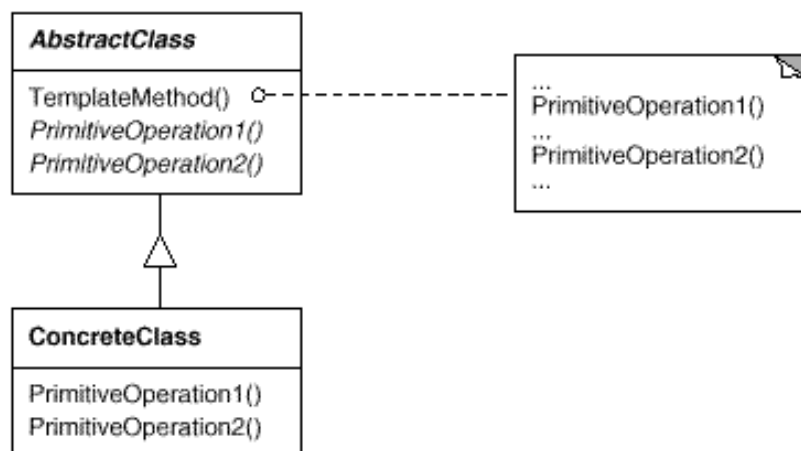 AbstractClass
TemplateMethod()
PrimitiveOperation1()
PrimitiveOperation2()
...
PrimitiveOperation1()
...
PrimitiveOperation2()
...
ConcreteClass
PrimitiveOperation1()
PrimitiveOperation2()